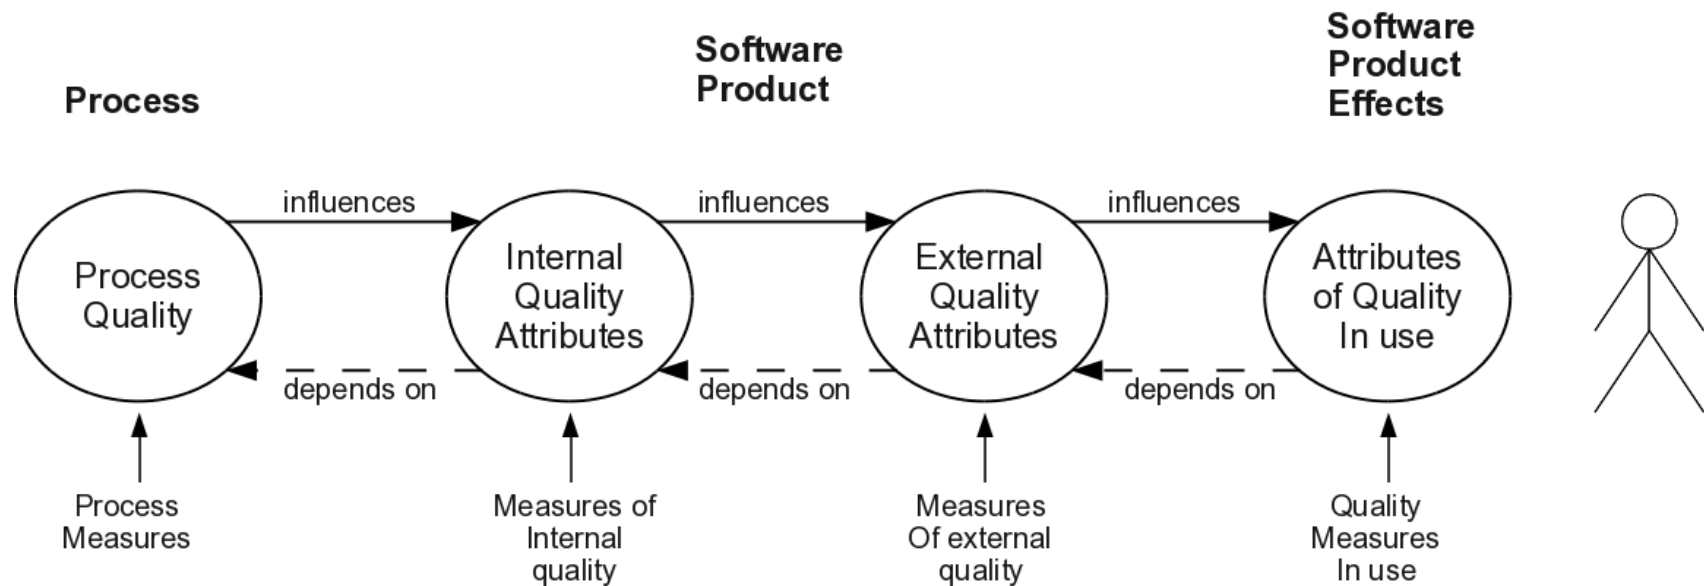 Process
Software
Product
Software
Product
Effects
influences
influences
influences
Process
Quality
Internal
Quality
Attributes
External
Quality
Attributes
Attributes
of Quality
In use
depends on
depends on
depends on
Process
Measures
Measures of
Internal
quality
Measures
Of external
quality
Quality
Measures
In use